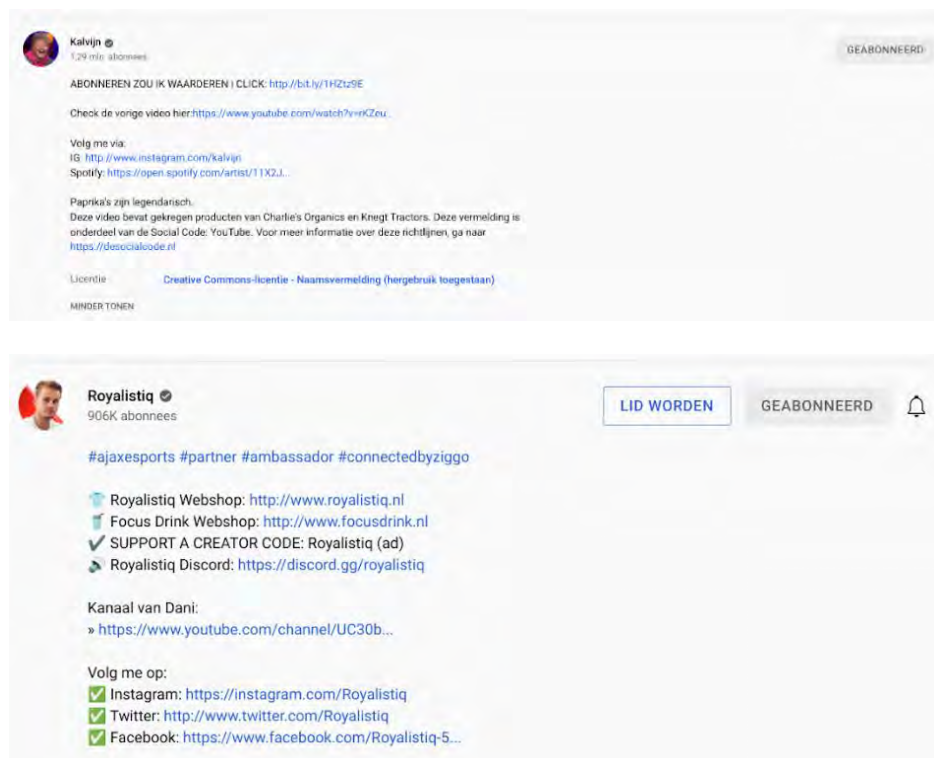 Kalvijn
1,29 mln. abonnees
GEABONNEERD
ABONNEREN ZOU IK WAARDEREN | CLICK: http://bit.ly/1HZtz9E
Check de vorige video hier:https://www.youtube.com/watch?v=rKZeu...
Volg me via:
IG: http://www.instagram.com/kalvijn
Spotify: https://open.spotify.com/artist/11X2J...
Paprika's zijn legendarisch.
Deze video bevat gekregen producten van Charlie's Organics en Knegt Tractors. Deze vermelding is
onderdeel van de Social Code: YouTube. Voor meer informatie over deze richtlijnen, ga naar
https://desocialcode.nl
Licentie Creative Commons-licentie - Naamsvermelding (hergebruik toegestaan)
MINDER TONEN
Royalistiq
906K abonnees
LID WORDEN
GEABONNEERD
#ajaxesports #partner #ambassador #connectedbyziggo
Royalistiq Webshop: http://www.royalistiq.nl
Focus Drink Webshop: http://www.focusdrink.nl
SUPPORT A CREATOR CODE: Royalistiq (ad)
Royalistiq Discord: https://discord.gg/royalistiq
Kanaal van Dani:
» https://www.youtube.com/channel/UC30b...
Volg me op:
Instagram: https://instagram.com/Royalistiq
Twitter: http://www.twitter.com/Royalistiq
Facebook: https://www.facebook.com/Royalistiq-5...